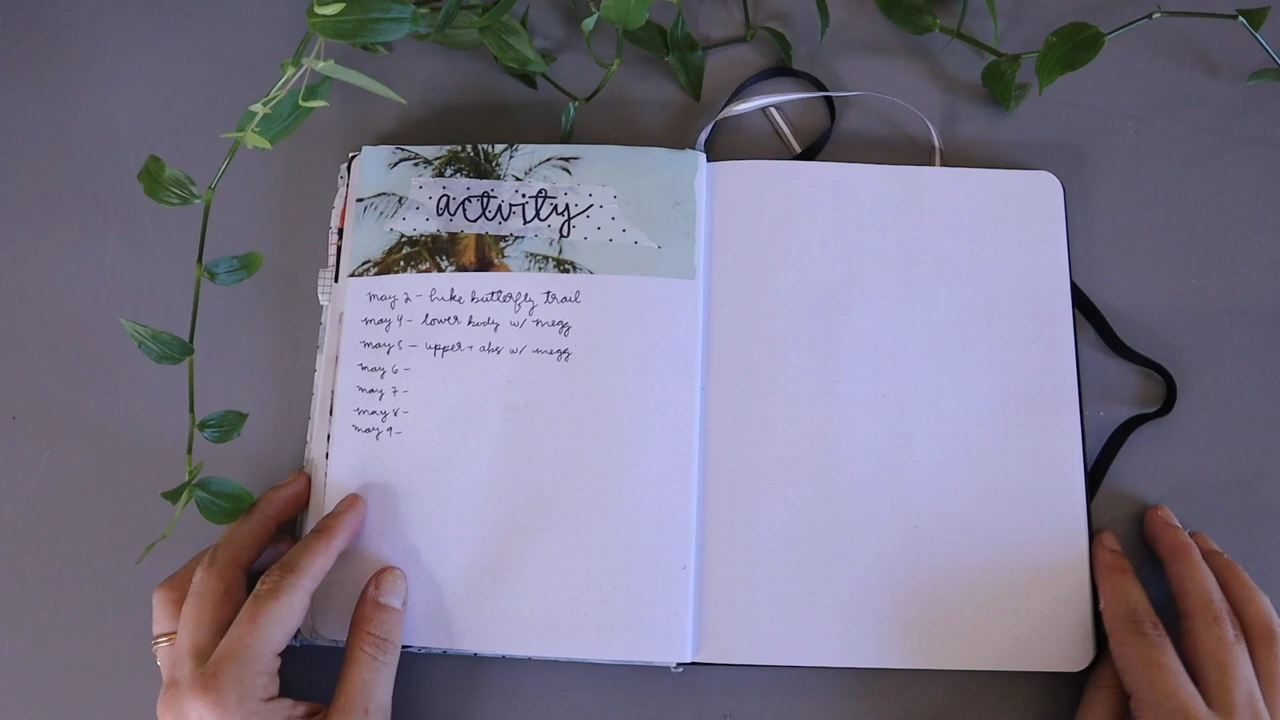 activity
may 2 - hike butterfly trail
may 4 - lower body w/ megg
may 5 - upper + abs w/ megg
may 6 -
may 7 -
may 8 -
may 9 -